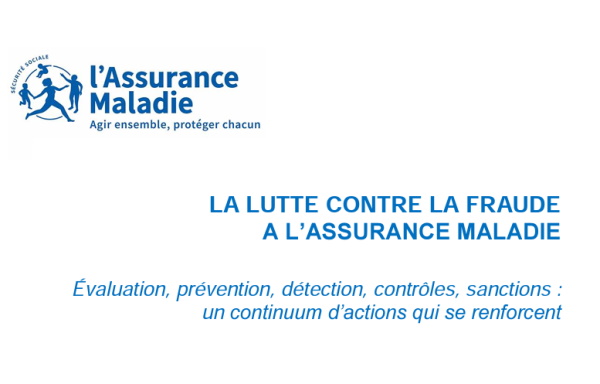 SÉCURITÉ SOCIALE
l'Assurance
Maladie
Agir ensemble, protéger chacun
LA LUTTE CONTRE LA FRAUDE
A L’ASSURANCE MALADIE
Évaluation, prévention, détection, contrôles, sanctions :
un continuum d’actions qui se renforcent